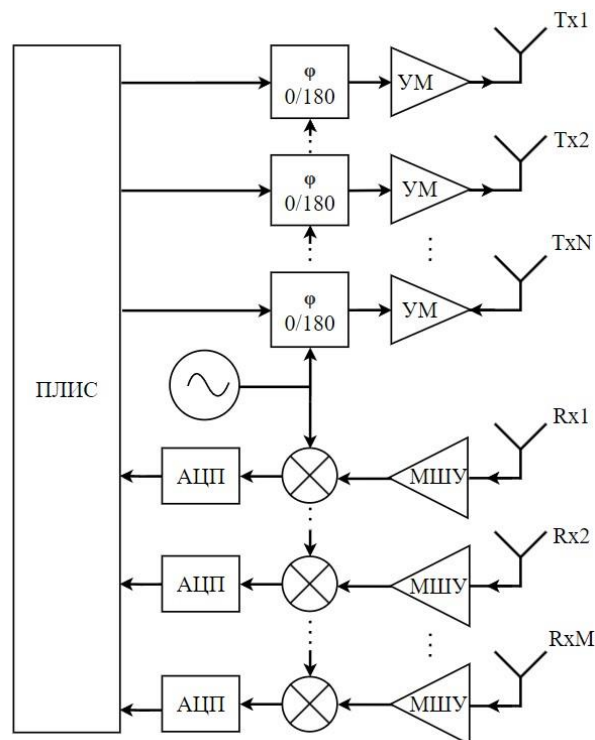 Tx1
φ
0/180
УМ
Tx2
φ
0/180
УМ
TxN
φ
0/180
УМ
ПЛИС
Rx1
АЦП
МШУ
Rx2
АЦП
МШУ
RxM
АЦП
МШУ